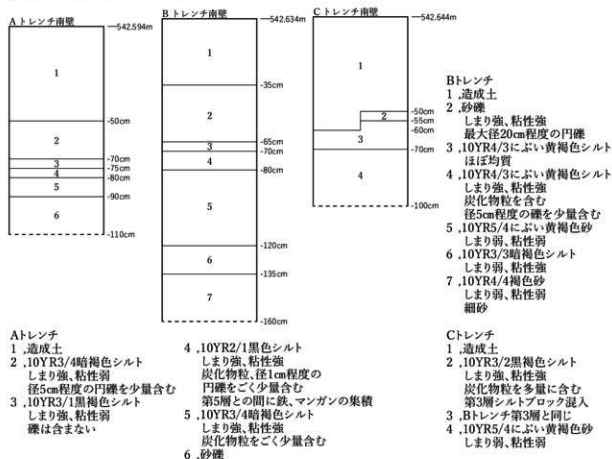 Aトレンチ南壁
542.594m
1
-50cm
2
-70cm
3
-75cm
4
-80cm
5
-90cm
6
-110cm
Bトレンチ南壁
542.634m
1
-35cm
2
-65cm
3
-70cm
4
-80cm
5
-120cm
6
-135cm
7
-160cm
Cトレンチ南壁
542.644m
1
-50cm
2
-55cm
-60cm
3
-70cm
4
-100cm
Bトレンチ
1 ,造成土
2 ,砂礫
しまり強、粘性強
最大径20cm程度の円礫
3 ,10YR4/3にぶい黄褐色シルト
ほぼ均質
4 ,10YR4/3にぶい黄褐色シルト
しまり強、粘性強
炭化物粒を含む
径5cm程度の礫を少量含む
5 ,10YR5/4にぶい黄褐色砂
しまり弱、粘性弱
6 ,10YR3/3暗褐色シルト
しまり弱、粘性強
7 ,10YR4/4褐色砂
しまり弱、粘性弱
細砂
Aトレンチ
1 ,造成土
2 ,10YR3/4暗褐色シルト
しまり強、粘性弱
径5cm程度の円礫を少量含む
3 ,10YR3/1黒褐色シルト
しまり強、粘性弱
礫は含まない
4 ,10YR2/1黒色シルト
しまり強、粘性強
炭化物粒、径1cm程度の
円礫をごく少量含む
第5層との間に鉄、マンガンの集積
5 ,10YR3/4暗褐色シルト
しまり強、粘性強
炭化物粒をごく少量含む
6 ,砂礫
Cトレンチ
1 ,造成土
2 ,10YR3/2黒褐色シルト
炭化物粒を多量に含む
第3層シルトブロック混入
3 ,Bトレンチ第3層と同じ
4 ,10YR5/4にぶい黄褐色砂
しまり弱、粘性弱